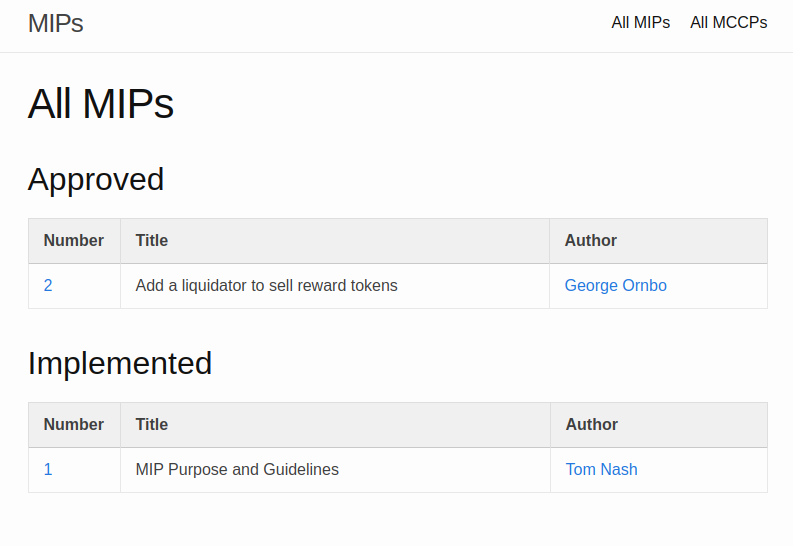 MIPs All MIPs All MCCPs
All MIPs
Approved
Number Title Author
2 Add a liquidator to sell reward tokens George Ornbo
Implemented
Number Title Author
1 MIP Purpose and Guidelines Tom Nash